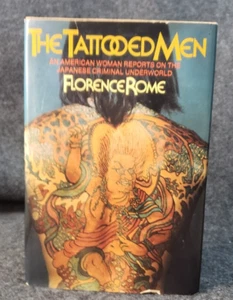 THE TATTOOED MEN
AN AMERICAN WOMAN REPORTS ON THE
JAPANESE CRIMINAL UNDERWORLD
FLORENCE ROME